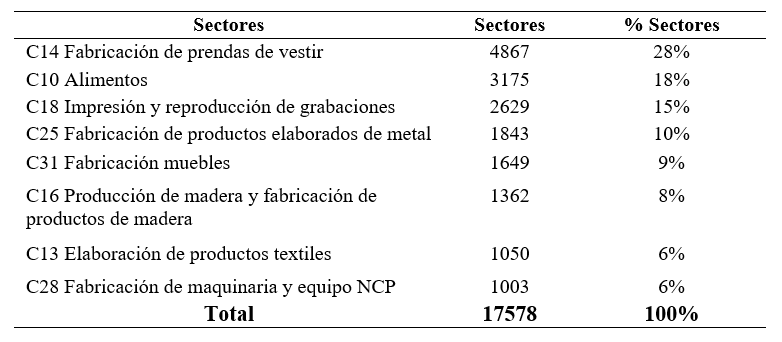 Sectores Sectores % Sectores
C14 Fabricación de prendas de vestir 4867 28%
C10 Alimentos 3175 18%
C18 Impresión y reproducción de grabaciones 2629 15%
C25 Fabricación de productos elaborados de metal 1843 10%
C31 Fabricación muebles 1649 9%
C16 Producción de madera y fabricación de 1362 8%
productos de madera
C13 Elaboración de productos textiles 1050 6%
C28 Fabricación de maquinaria y equipo NCP 1003 6%
Total 17578 100%